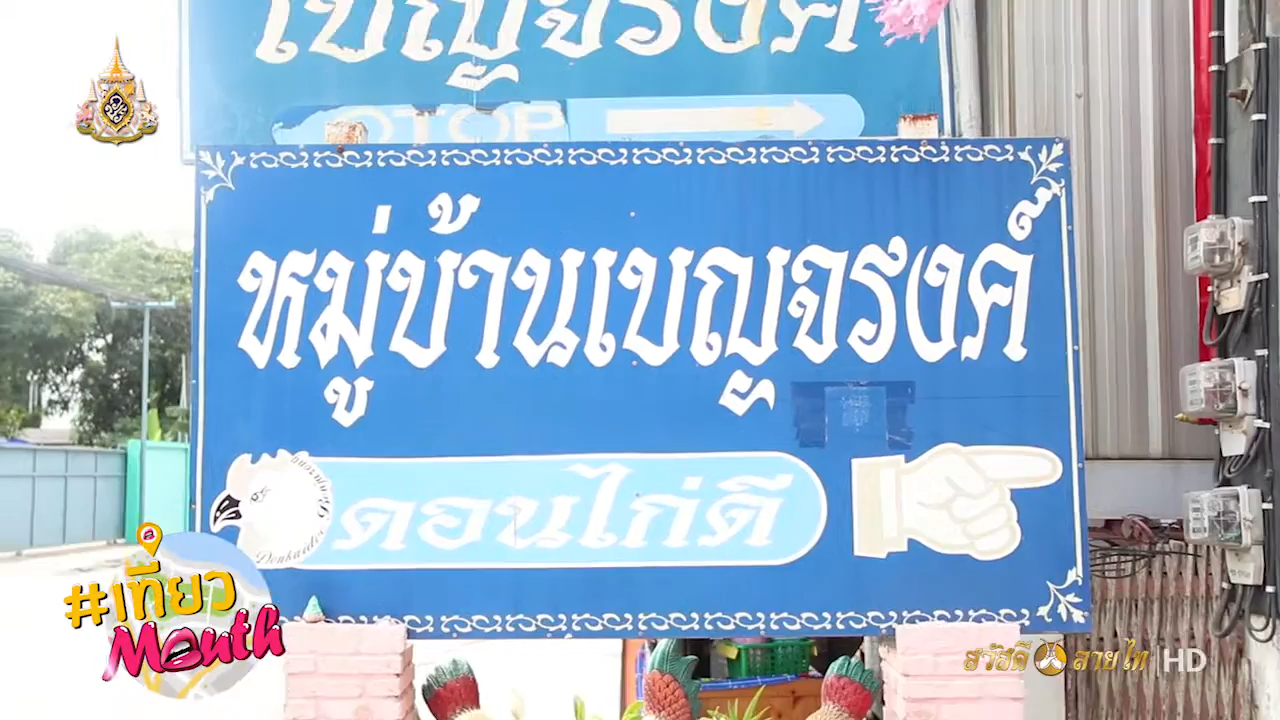 เบญจรงค์
OTOP
หมู่บ้านเบญจรงค์
ดอนไก่ดี
Donkaidee
#เที่ยว
Mouth
สวัสดี สายไท HD